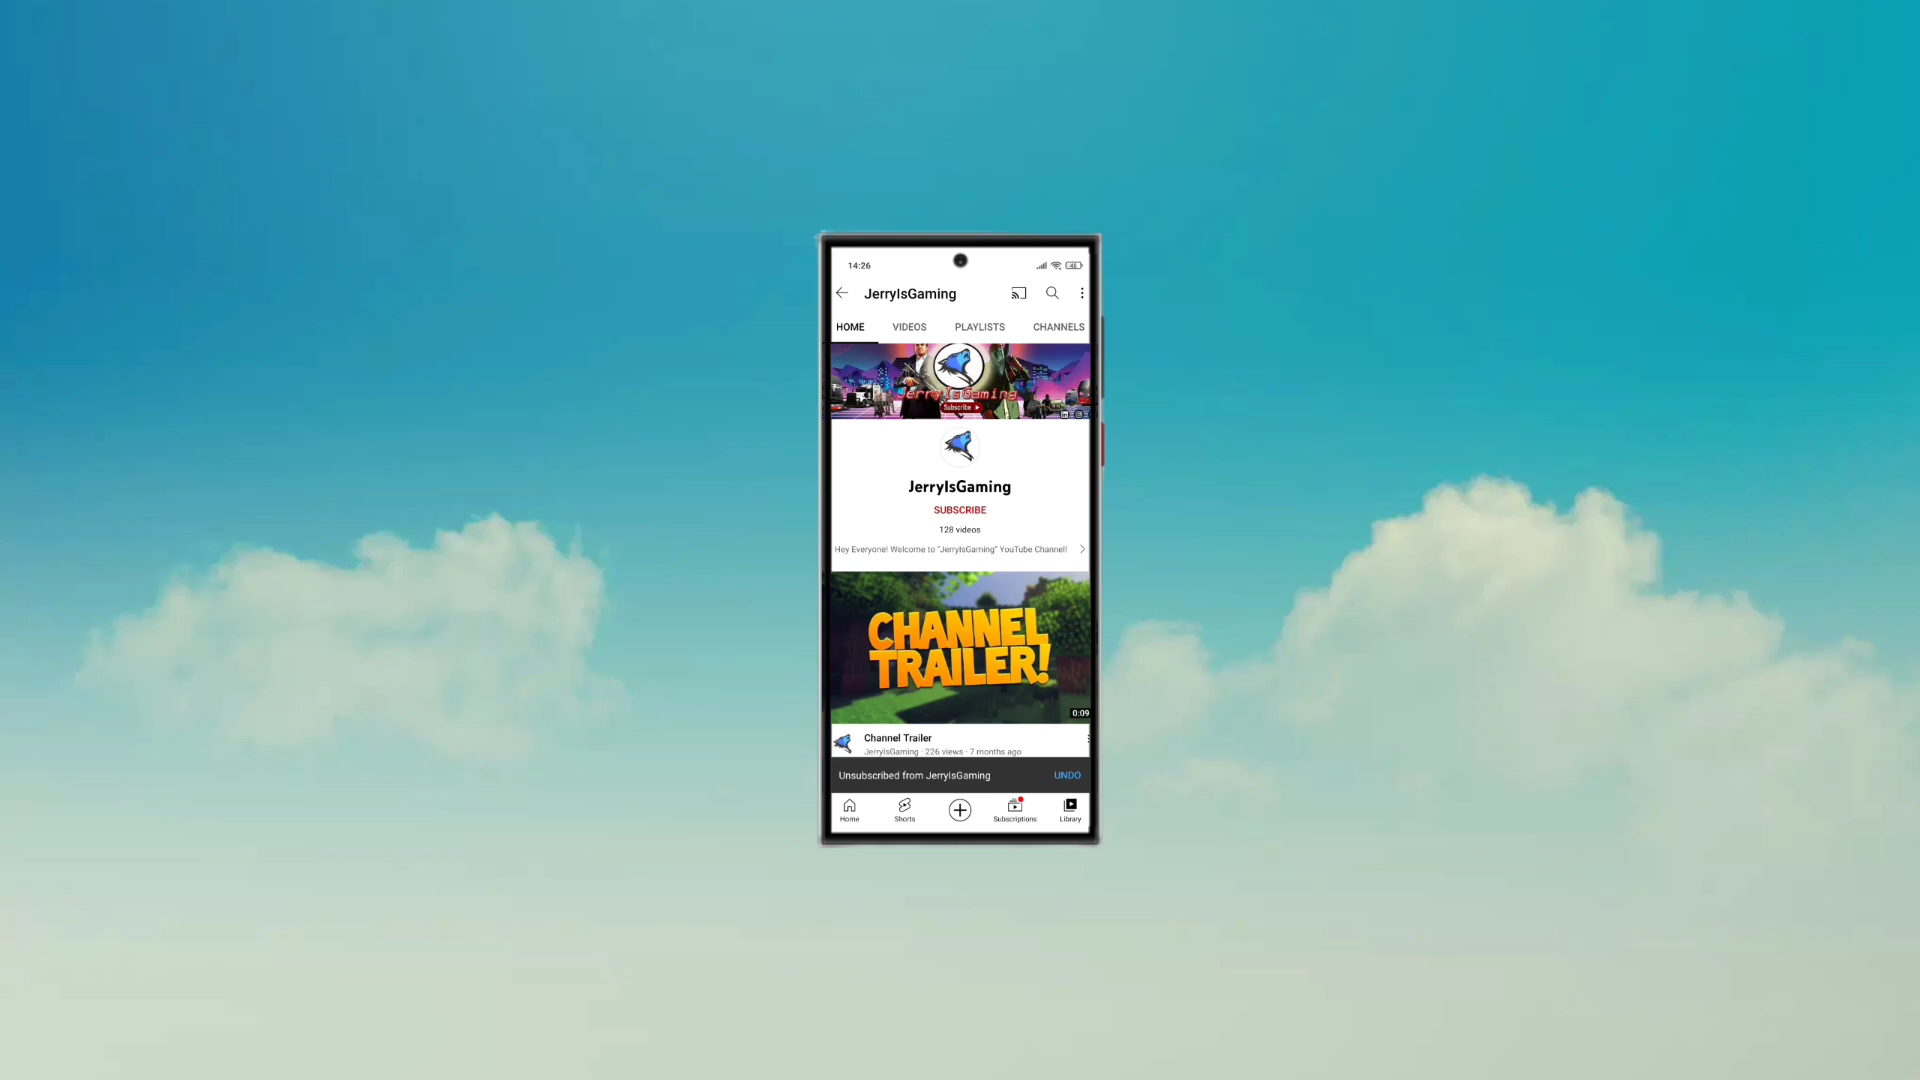 14:26
48
JerryIsGaming
HOME VIDEOS PLAYLISTS CHANNELS
JerryIsGaming
Subscribe
JerryIsGaming
SUBSCRIBE
128 videos
Hey Everyone! Welcome to "JerryIsGaming" YouTube Channel!
CHANNEL
TRAILER!
0:09
Channel Trailer
JerryIsGaming · 226 views · 7 months ago
Unsubscribed from JerryIsGaming UNDO
Home Shorts Subscriptions Library